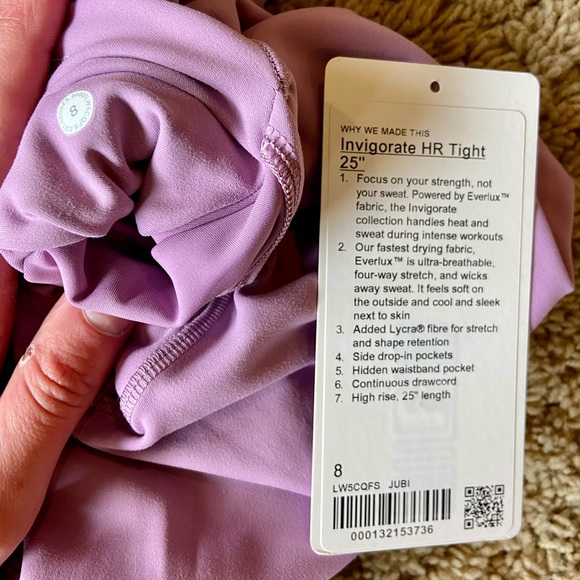 8
WHY WE MADE THIS
Invigorate HR Tight
25"
1. Focus on your strength, not
your sweat. Powered by Everlux™
fabric, the Invigorate
collection handles heat and
sweat during intense workouts
2. Our fastest drying fabric,
Everlux™ is ultra-breathable,
four-way stretch, and wicks
away sweat. It feels soft on
the outside and cool and sleek
next to skin
3. Added Lycra® fibre for stretch
and shape retention
4. Side drop-in pockets
5. Hidden waistband pocket
6. Continuous drawcord
7. High rise, 25" length
8
LW5CQFS JUBI
000132153736